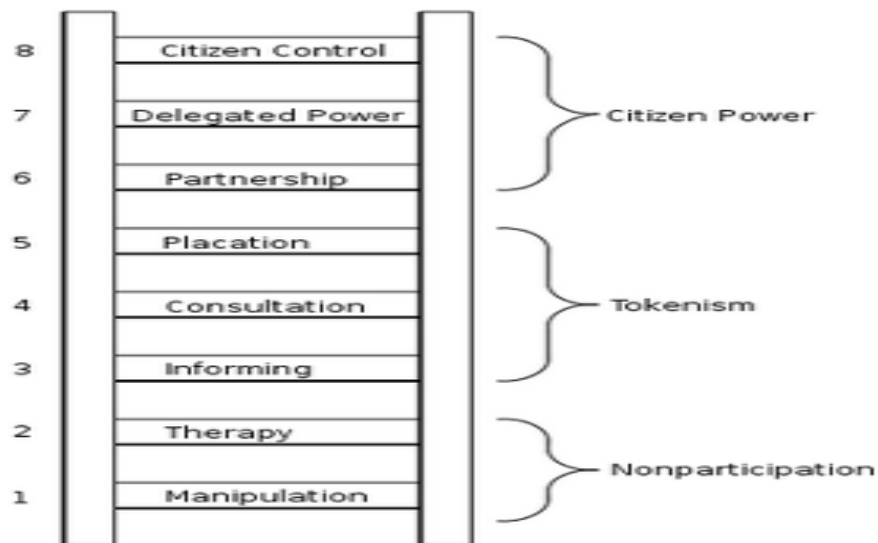 8 Citizen Control
7 Delegated Power Citizen Power
6 Partnership
5 Placation
4 Consultation Tokenism
3 Informing
2 Therapy
Nonparticipation
1 Manipulation